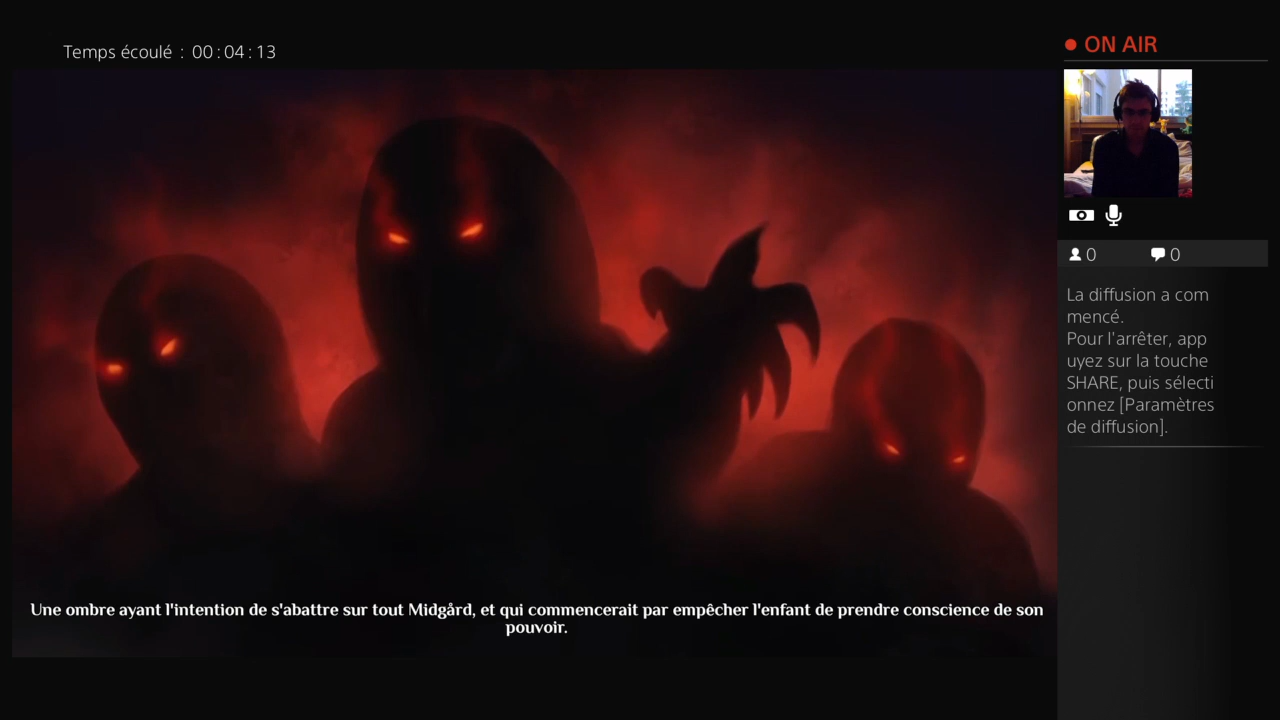 Temps écoulé : 00:04:13
ON AIR
0 0
La diffusion a com
mencé.
Pour l'arrêter, app
uyez sur la touche
SHARE, puis sélecti
onnez [Paramètres
de diffusion].
Une ombre ayant l'intention de s'abattre sur tout Midgård, et qui commencerait par empêcher l'enfant de prendre conscience de son
pouvoir.